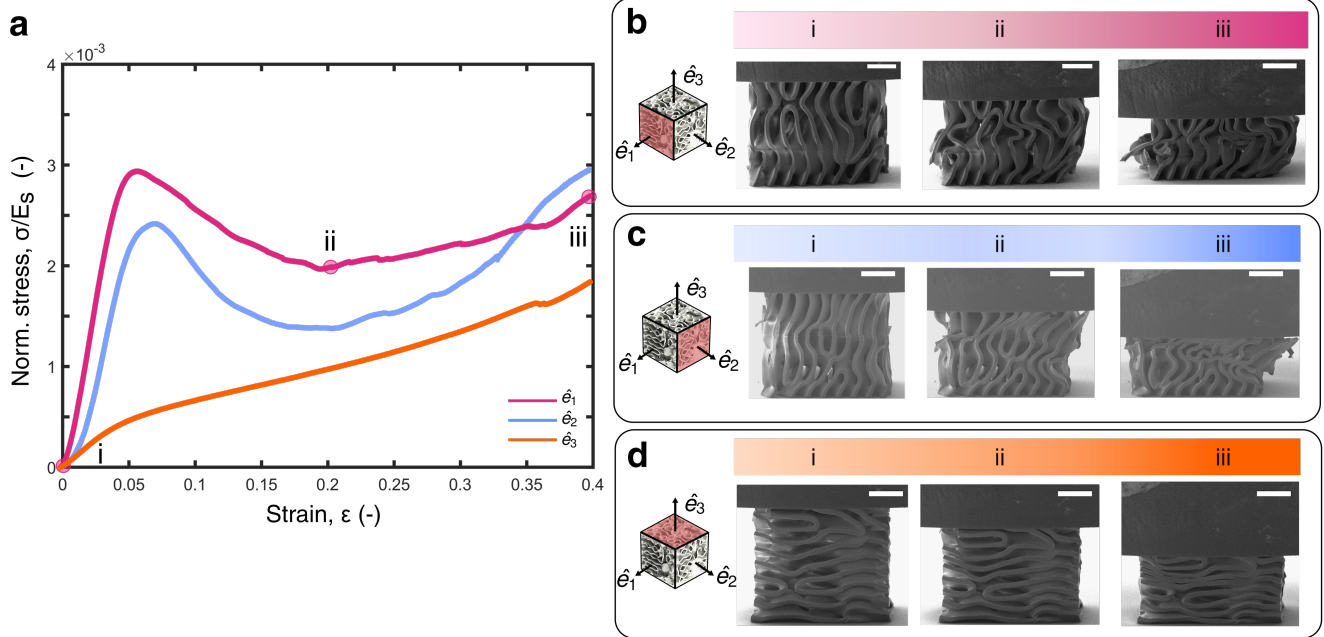 a
×10⁻³
4
3
2
1
0
Norm. stress, σ/Eₛ (-)
i
ii
iii
ê₁
ê₂
ê₃
0 0.05 0.1 0.15 0.2 0.25 0.3 0.35 0.4
Strain, ε (-)
b
i ii iii
ê₃
ê₁ ê₂
c
i ii iii
ê₃
ê₁ ê₂
d
i ii iii
ê₃
ê₁ ê₂